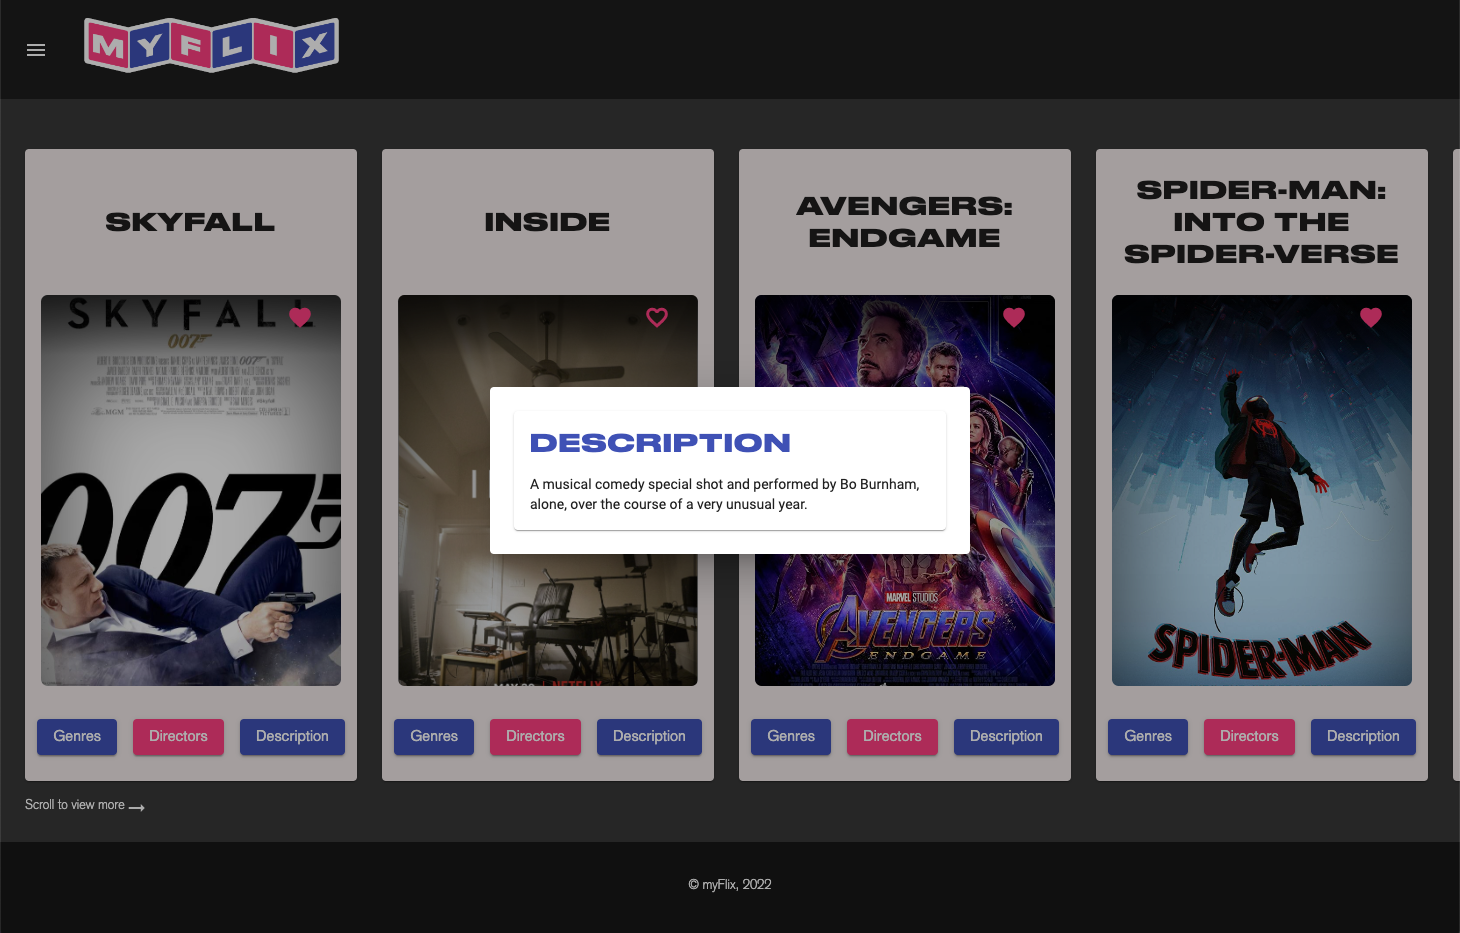 MYFLIX
SKYFALL
INSIDE
AVENGERS:
ENDGAME
SPIDER-MAN:
INTO THE
SPIDER-VERSE
SKYFALL
007
MGM
007
MARVEL STUDIOS
AVENGERS
ENDGAME
SPIDER-MAN
DESCRIPTION
A musical comedy special shot and performed by Bo Burnham,
alone, over the course of a very unusual year.
Genres Directors Description
Genres Directors Description
Genres Directors Description
Genres Directors Description
Scroll to view more
© myFlix, 2022